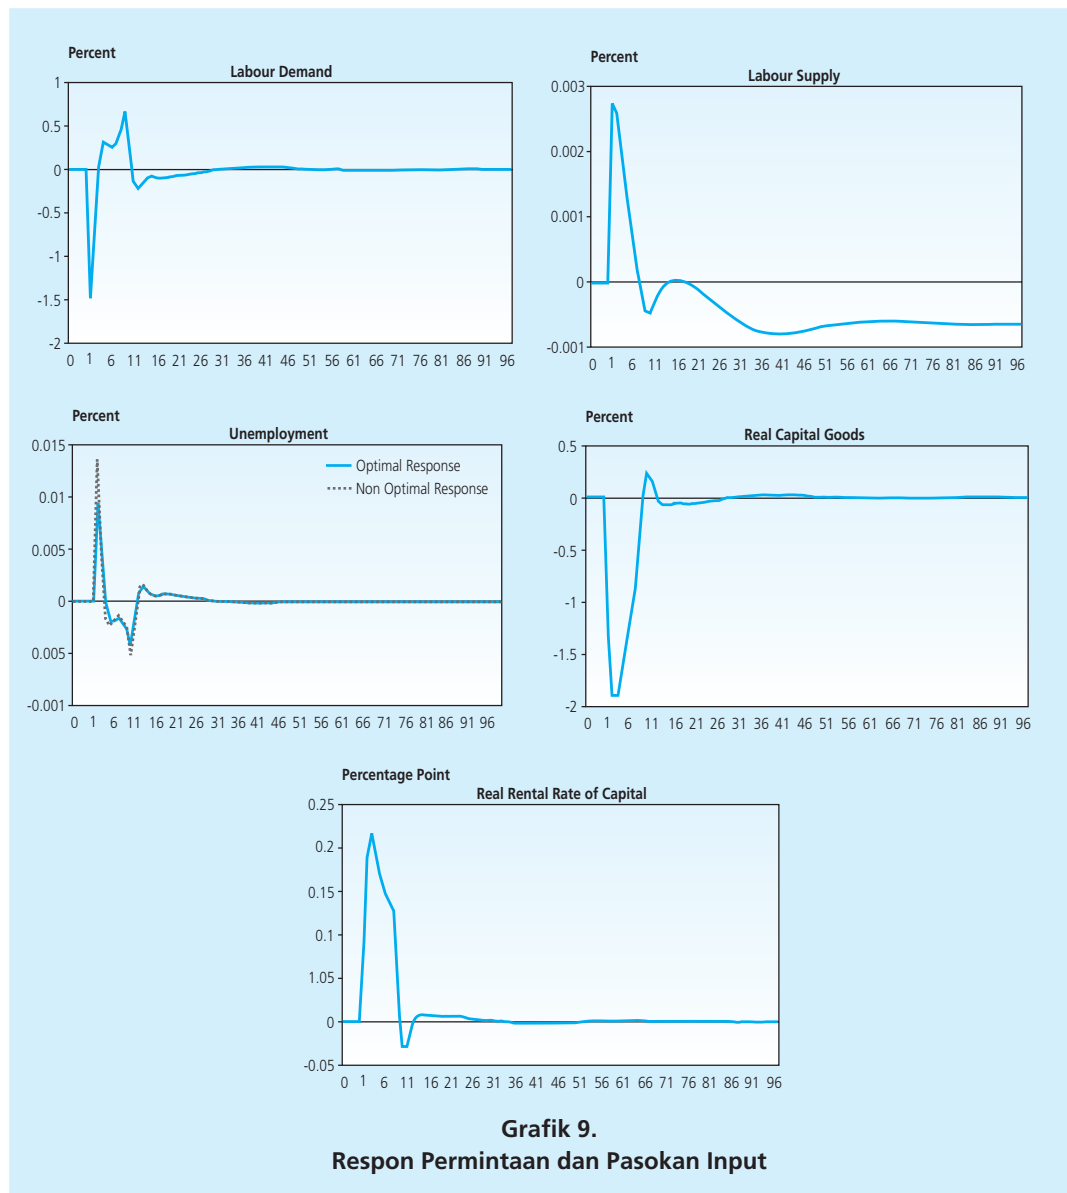 Percent
Labour Demand
1
0.5
0
-0.5
-1
-1.5
-2
0 1 6 11 16 21 26 31 36 41 46 51 56 61 66 71 76 81 86 91 96
Percent
Labour Supply
0.003
0.002
0.001
0
-0.001
0 1 6 11 16 21 26 31 36 41 46 51 56 61 66 71 76 81 86 91 96
Percent
Unemployment
0.015
0.01
0.005
0
0.005
-0.001
Optimal Response
Non Optimal Response
0 1 6 11 16 21 26 31 36 41 46 51 56 61 66 71 76 81 86 91 96
Percent
Real Capital Goods
0.5
0
-0.5
-1
-1.5
-2
0 1 6 11 16 21 26 31 36 41 46 51 56 61 66 71 76 81 86 91 96
Percentage Point
Real Rental Rate of Capital
0.25
0.2
0.15
0.1
1.05
0
-0.05
0 1 6 11 16 21 26 31 36 41 46 51 56 61 66 71 76 81 86 91 96
Grafik 9.
Respon Permintaan dan Pasokan Input